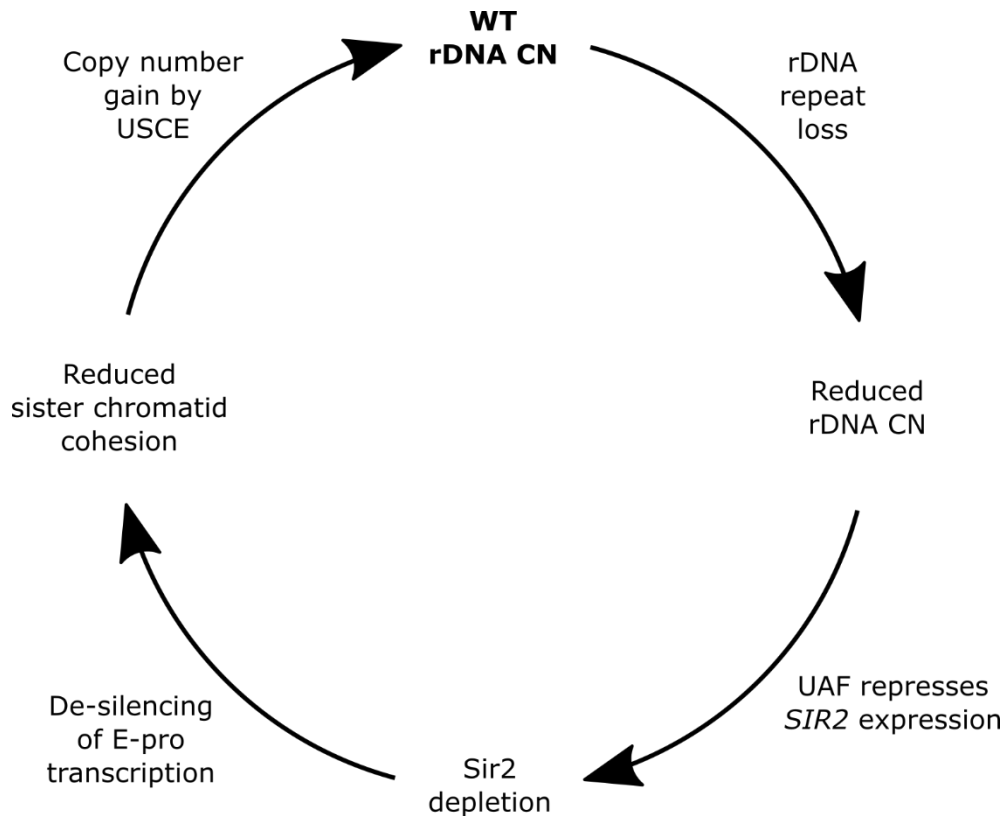 WT
rDNA CN
rDNA
repeat
loss
Reduced
rDNA CN
UAF represses
SIR2 expression
Sir2
depletion
De-silencing
of E-pro
transcription
Reduced
sister chromatid
cohesion
Copy number
gain by
USCE